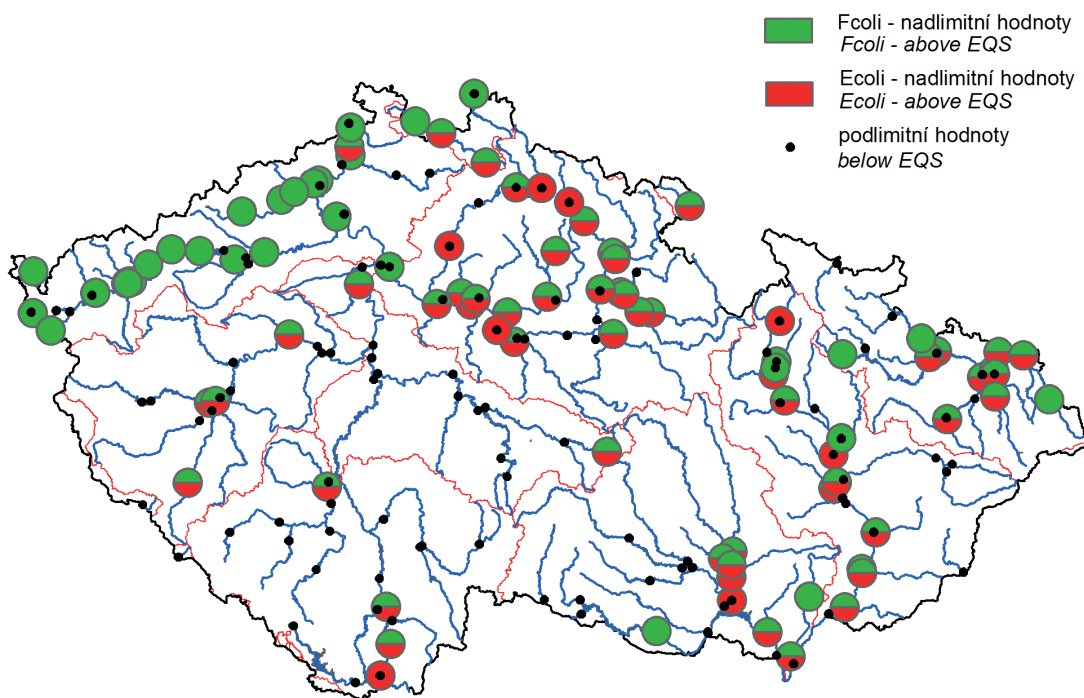 Fcoli - nadlimitní hodnoty
Fcoli - above EQS
Ecoli - nadlimitní hodnoty
Ecoli - above EQS
podlimitní hodnoty
below EQS